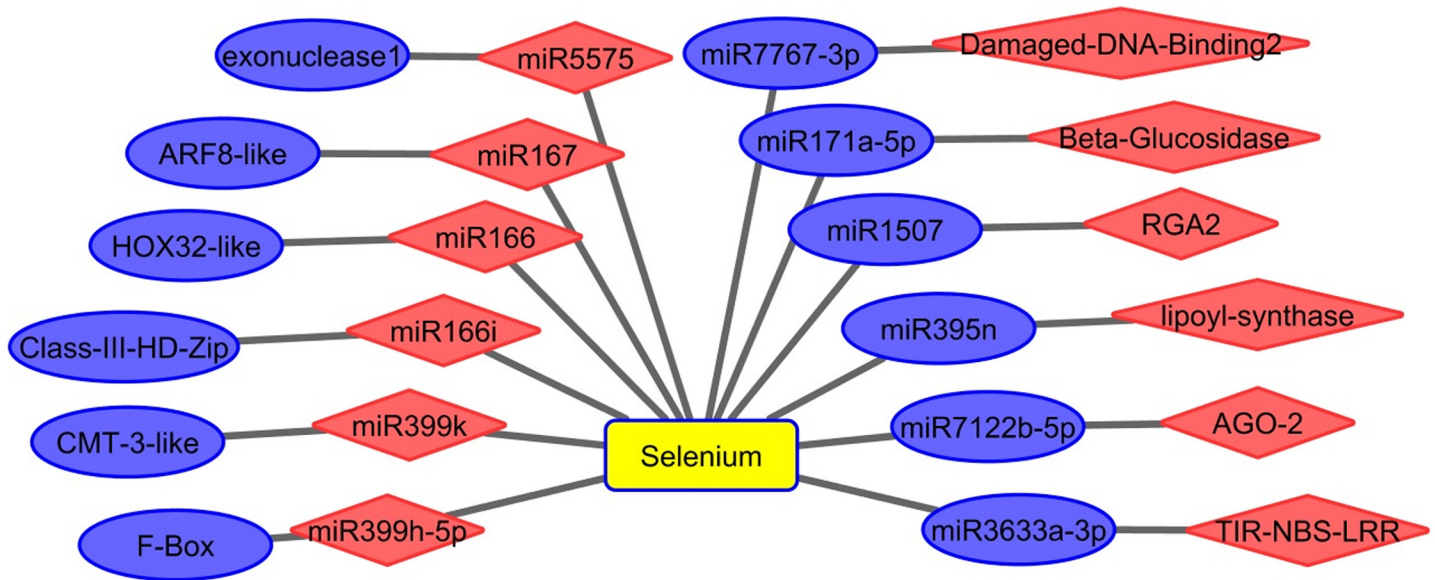 exonuclease1
miR5575
miR7767-3p
Damaged-DNA-Binding2
ARF8-like
miR167
miR171a-5p
Beta-Glucosidase
HOX32-like
miR166
miR1507
RGA2
Class-III-HD-Zip
miR166i
miR395n
lipoyl-synthase
CMT-3-like
miR399k
miR7122b-5p
AGO-2
Selenium
F-Box
miR399h-5p
miR3633a-3p
TIR-NBS-LRR